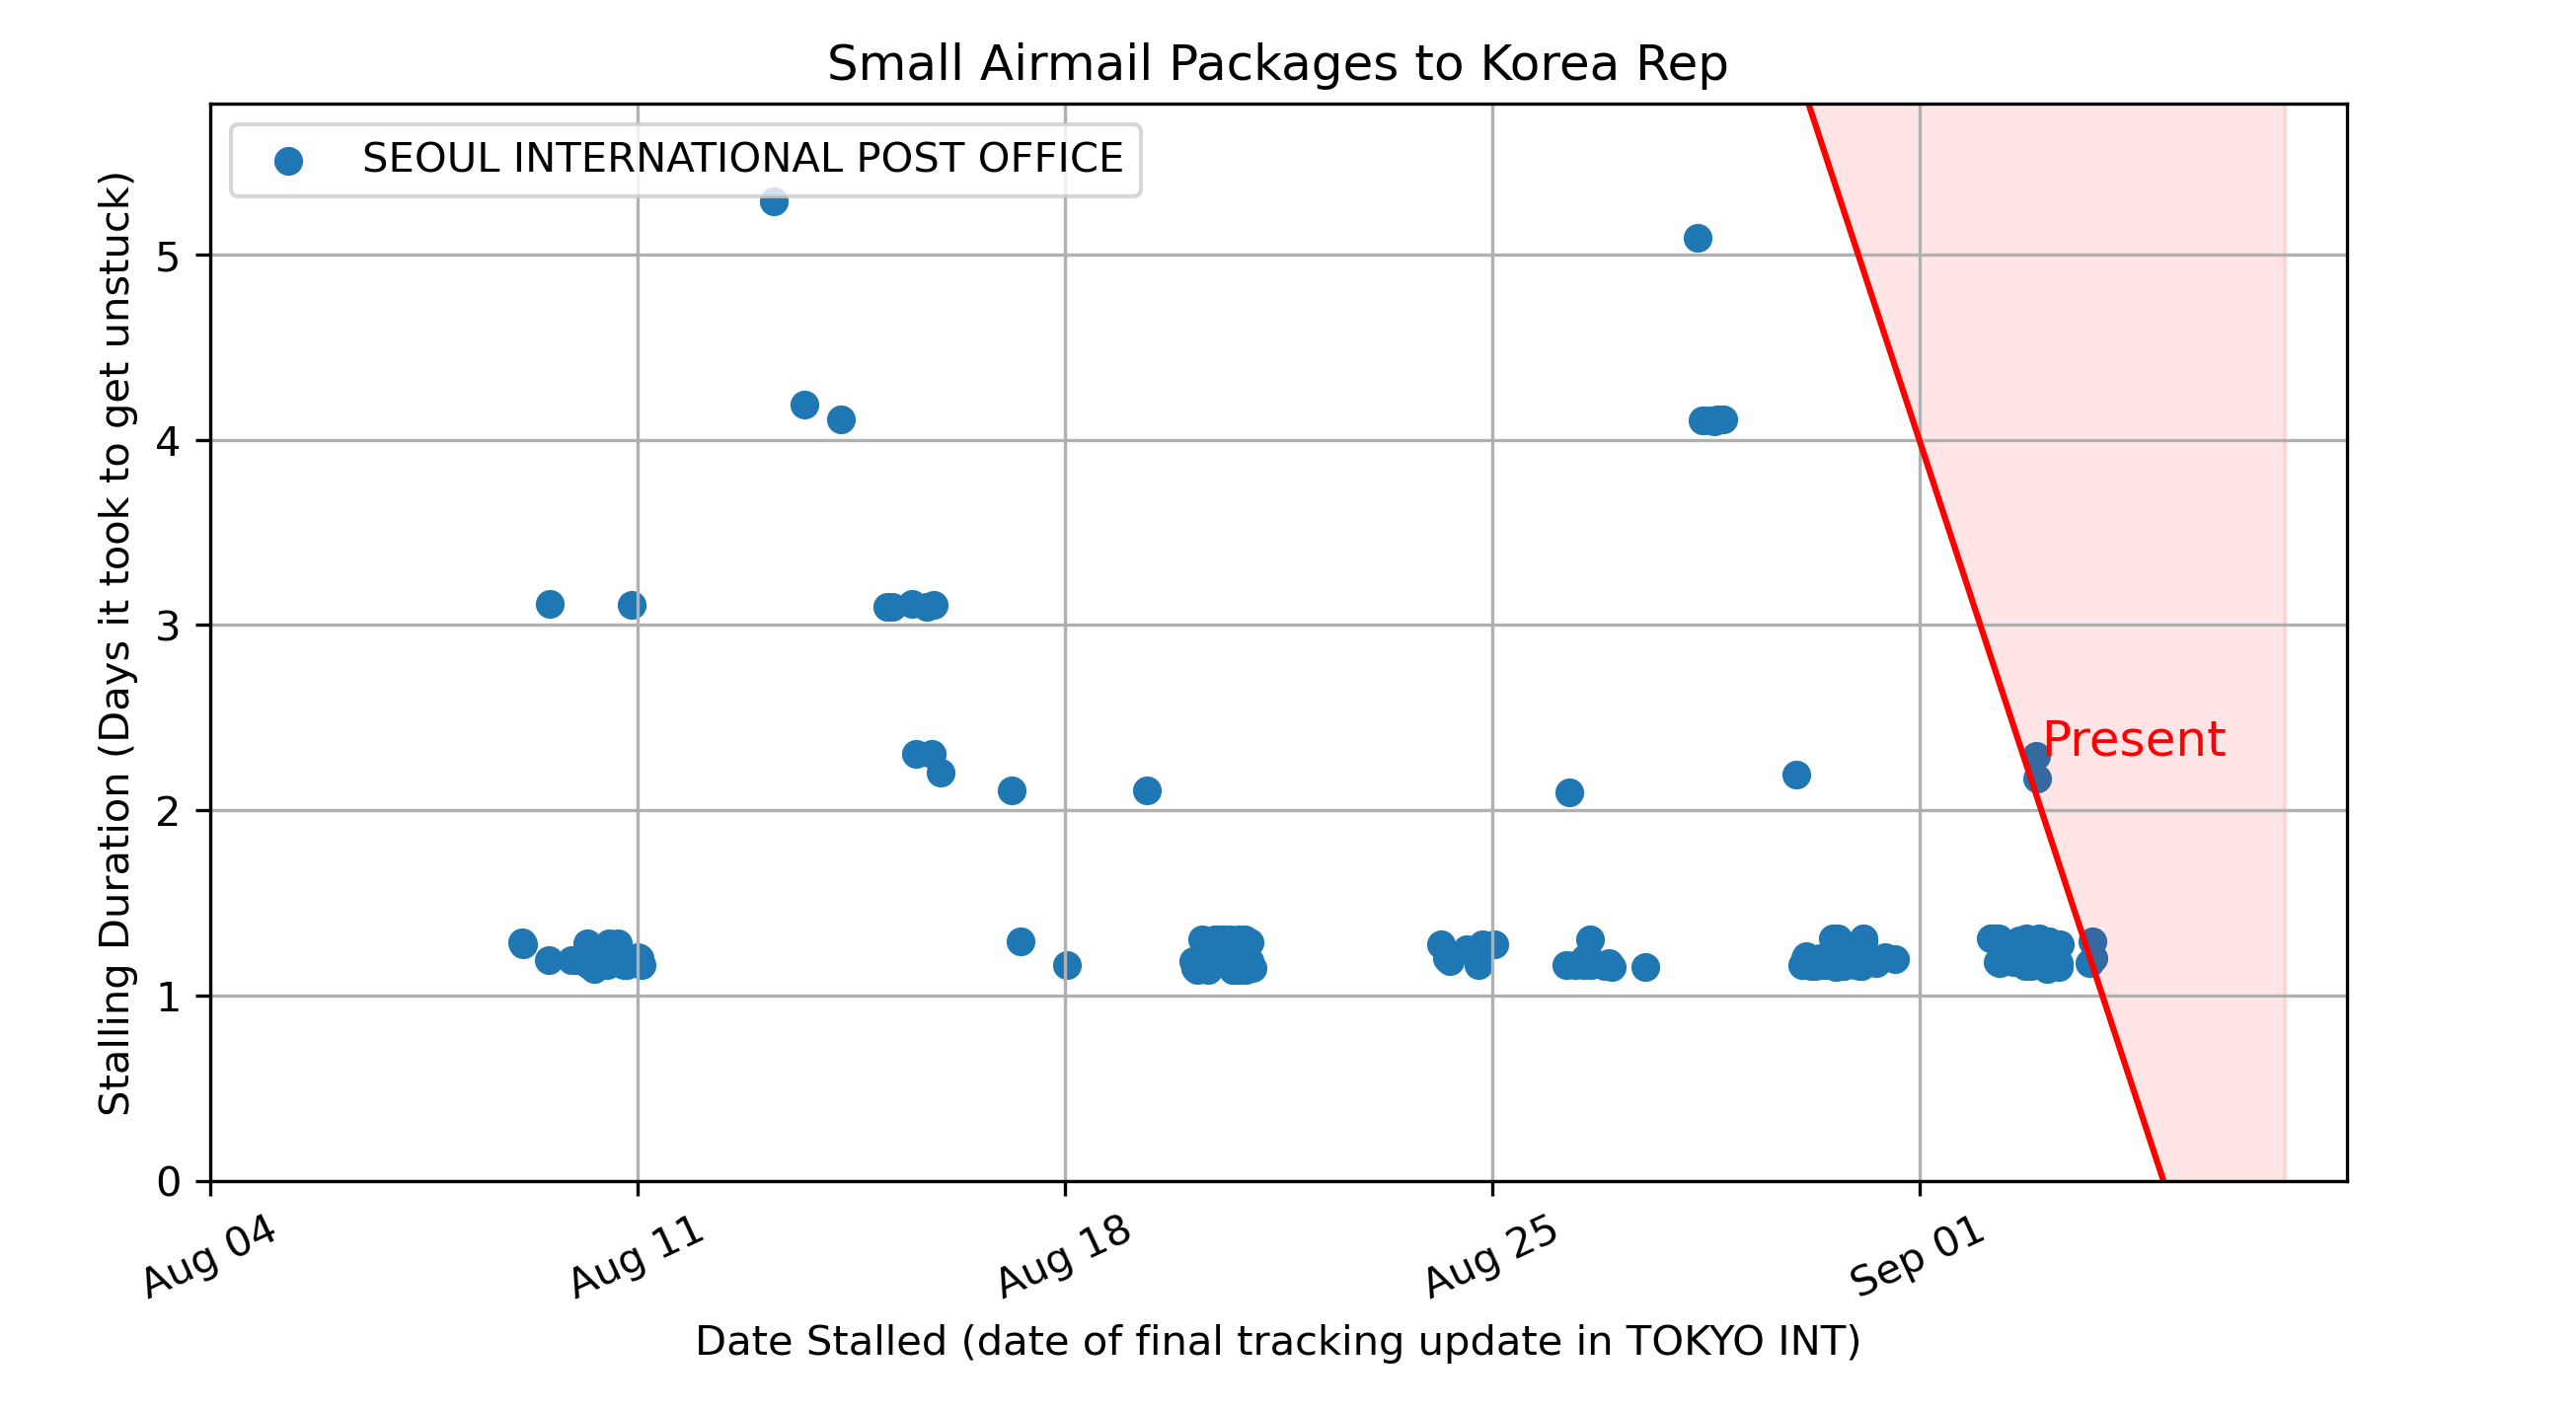 Small Airmail Packages to Korea Rep
SEOUL INTERNATIONAL POST OFFICE
Stalling Duration (Days it took to get unstuck)
5
4
3
2
1
0
Present
Aug 04
Aug 11
Aug 18
Aug 25
Sep 01
Date Stalled (date of final tracking update in TOKYO INT)